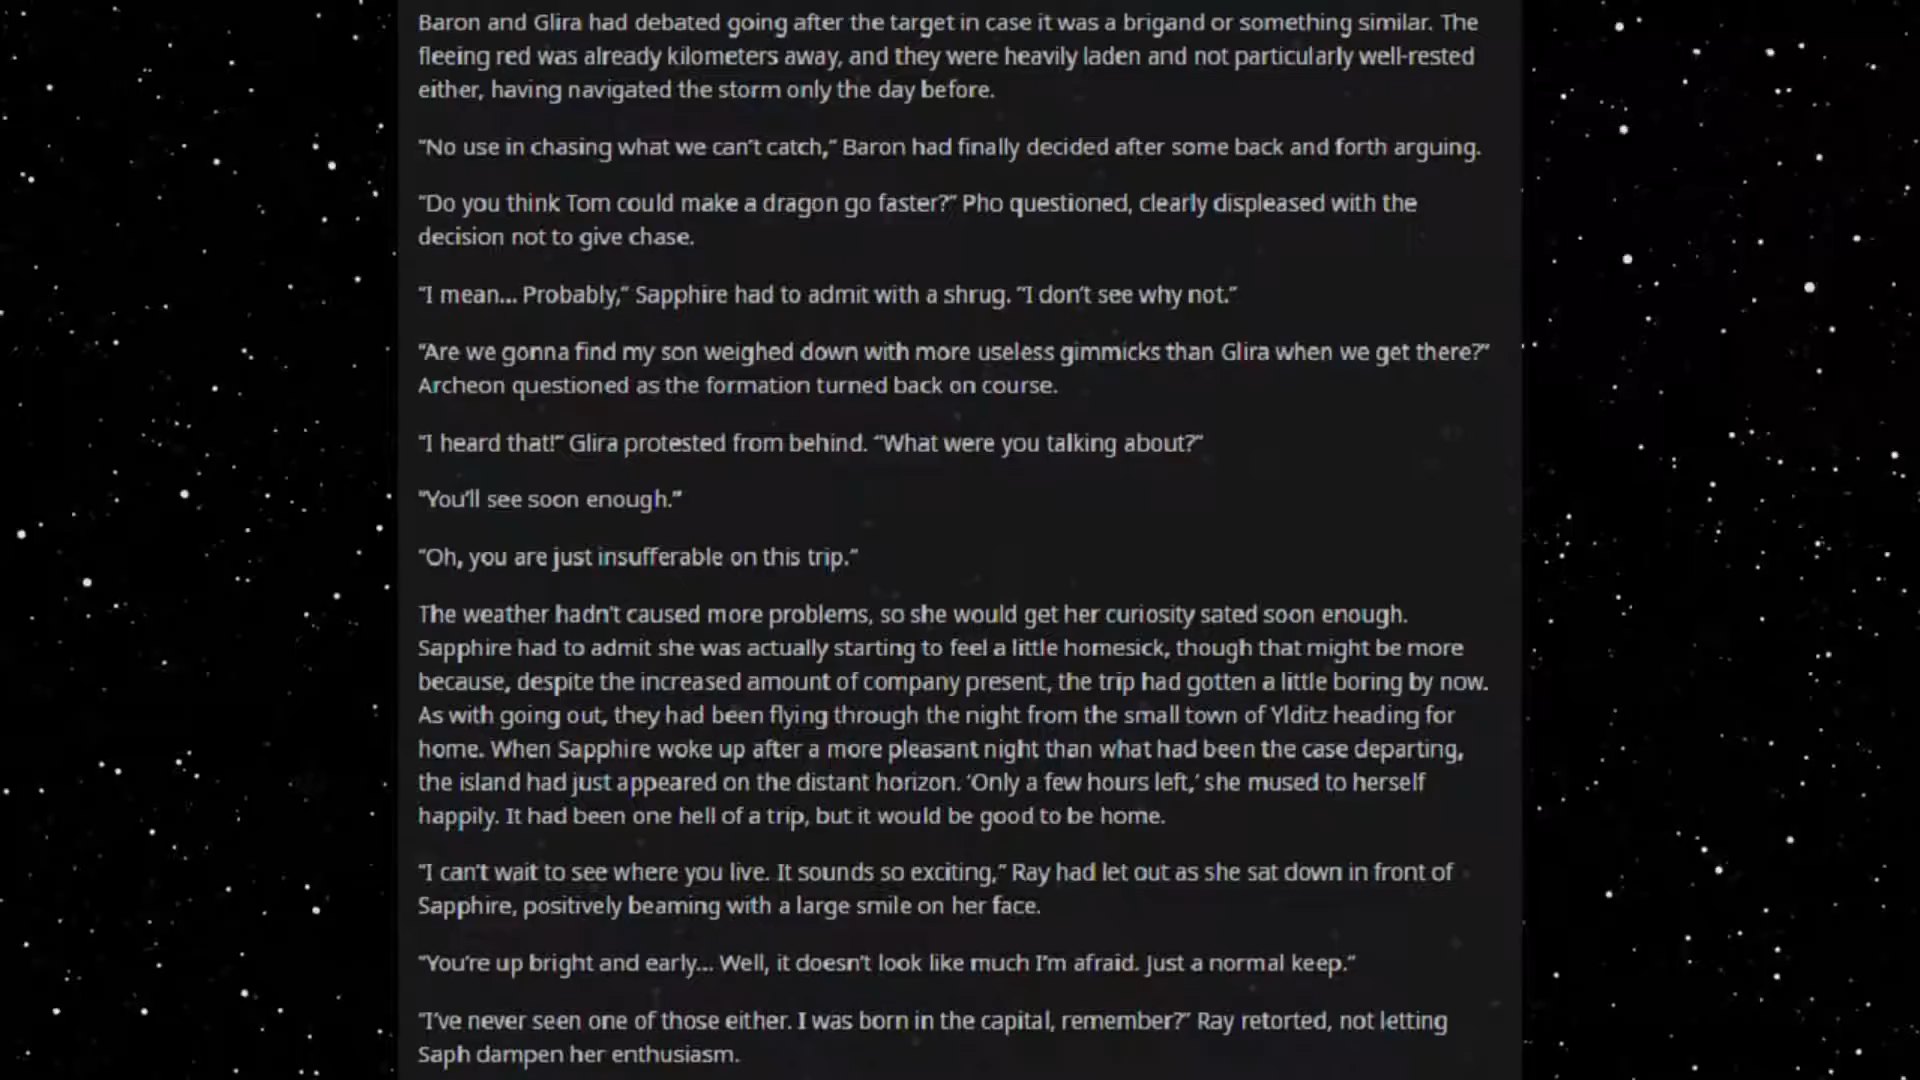 Baron and Glira had debated going after the target in case it was a brigand or something similar. The
fleeing red was already kilometers away, and they were heavily laden and not particularly well-rested
either, having navigated the storm only the day before.
“No use in chasing what we can’t catch,” Baron had finally decided after some back and forth arguing.
“Do you think Tom could make a dragon go faster?” Pho questioned, clearly displeased with the
decision not to give chase.
“I mean... Probably,” Sapphire had to admit with a shrug. “I don’t see why not.”
“Are we gonna find my son weighed down with more useless gimmicks than Glira when we get there?”
Archeon questioned as the formation turned back on course.
“I heard that!” Glira protested from behind. “What were you talking about?”
“You’ll see soon enough.”
“Oh, you are just insufferable on this trip.”
The weather hadn’t caused more problems, so she would get her curiosity sated soon enough.
Sapphire had to admit she was actually starting to feel a little homesick, though that might be more
because, despite the increased amount of company present, the trip had gotten a little boring by now.
As with going out, they had been flying through the night from the small town of Ylditz heading for
home. When Sapphire woke up after a more pleasant night than what had been the case departing,
the island had just appeared on the distant horizon. ‘Only a few hours left,’ she mused to herself
happily. It had been one hell of a trip, but it would be good to be home.
“I can’t wait to see where you live. It sounds so exciting,” Ray had let out as she sat down in front of
Sapphire, positively beaming with a large smile on her face.
“You’re up bright and early... Well, it doesn’t look like much I’m afraid. Just a normal keep.”
“I’ve never seen one of those either. I was born in the capital, remember?” Ray retorted, not letting
Saph dampen her enthusiasm.